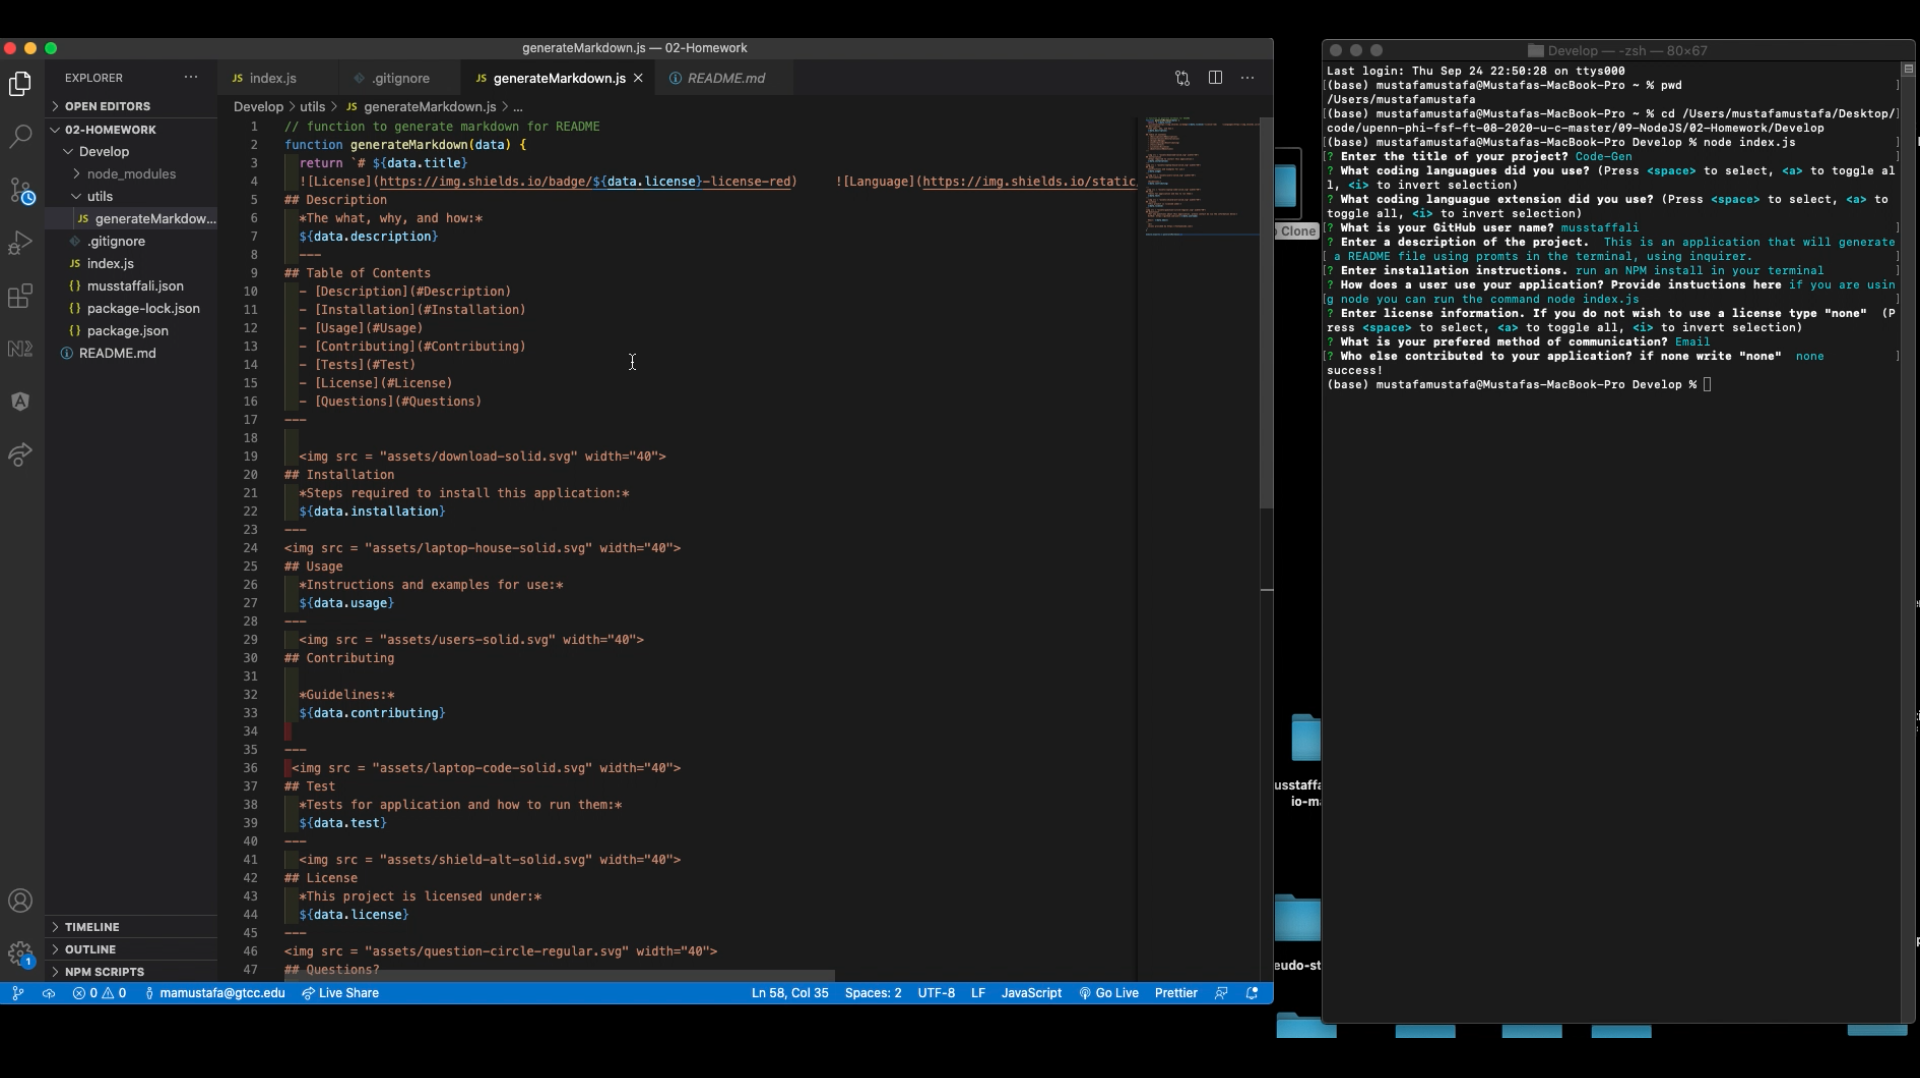 generateMarkdown.js — 02-Homework
EXPLORER
JS index.js
.gitignore
JS generateMarkdown.js ×
README.md
OPEN EDITORS
02-HOMEWORK
Develop
node_modules
utils
JS generateMarkdow...
.gitignore
JS index.js
{} musstaffali.json
{} package-lock.json
{} package.json
README.md
TIMELINE
OUTLINE
NPM SCRIPTS
Develop > utils > JS generateMarkdown.js > ...
1 // function to generate markdown for README
2 function generateMarkdown(data) {
3 return `# ${data.title}
4 ![License](https://img.shields.io/badge/${data.license}-license-red) ![Language](https://img.shields.io/static.
5 ## Description
6 *The what, why, and how:*
7 ${data.description}
8 ---
9 ## Table of Contents
10 - [Description](#Description)
11 - [Installation](#Installation)
12 - [Usage](#Usage)
13 - [Contributing](#Contributing)
14 - [Tests](#Test)
15 - [License](#License)
16 - [Questions](#Questions)
17 ---
18
19 <img src = "assets/download-solid.svg" width="40">
20 ## Installation
21 *Steps required to install this application:*
22 ${data.installation}
23 ---
24 <img src = "assets/laptop-house-solid.svg" width="40">
25 ## Usage
26 *Instructions and examples for use:*
27 ${data.usage}
28 ---
29 <img src = "assets/users-solid.svg" width="40">
30 ## Contributing
31
32 *Guidelines:*
33 ${data.contributing}
34
35 ---
36 <img src = "assets/laptop-code-solid.svg" width="40">
37 ## Test
38 *Tests for application and how to run them:*
39 ${data.test}
40 ---
41 <img src = "assets/shield-alt-solid.svg" width="40">
42 ## License
43 *This project is licensed under:*
44 ${data.license}
45 ---
46 <img src = "assets/question-circle-regular.svg" width="40">
47 ## Questions?
1
0 0 mamustafa@gtcc.edu Live Share Ln 58, Col 35 Spaces: 2 UTF-8 LF JavaScript Go Live Prettier
Clone
usstaffa
io-ma
eudo-st
Develop — -zsh — 80×67
Last login: Thu Sep 24 22:50:28 on ttys000
[(base) mustafamustafa@Mustafas-MacBook-Pro ~ % pwd ]
/Users/mustafamustafa
[(base) mustafamustafa@Mustafas-MacBook-Pro ~ % cd /Users/mustafamustafa/Desktop/]
code/upenn-phi-fsf-ft-08-2020-u-c-master/09-NodeJS/02-Homework/Develop
[(base) mustafamustafa@Mustafas-MacBook-Pro Develop % node index.js ]
[? Enter the title of your project? Code-Gen ]
? What coding languages did you use? (Press <space> to select, <a> to toggle al
l, <i> to invert selection)
? What coding language extension did you use? (Press <space> to select, <a> to
toggle all, <i> to invert selection)
[? What is your GitHub user name? musstaffali ]
? Enter a description of the project. This is an application that will generate
[ a README file using promts in the terminal, using inquirer. ]
[? Enter installation instructions. run an NPM install in your terminal ]
? How does a user use your application? Provide instuctions here if you are usin
[g node you can run the command node index.js ]
? Enter license information. If you do not wish to use a license type "none" (P
ress <space> to select, <a> to toggle all, <i> to invert selection)
? What is your prefered method of communication? Email
[? Who else contributed to your application? if none write "none" none ]
success!
(base) mustafamustafa@Mustafas-MacBook-Pro Develop %